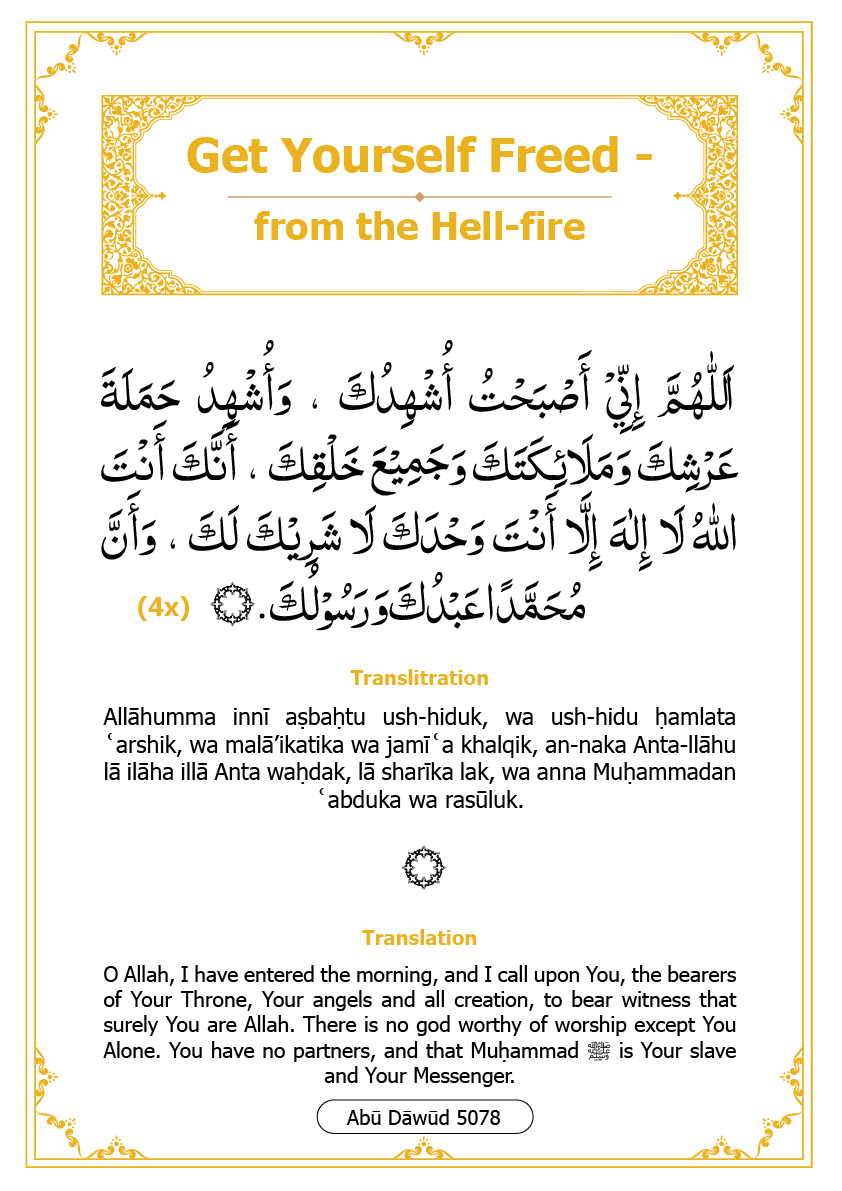 Get Yourself Freed -
from the Hell-fire
اَللّٰهُمَّ إِنِّيْ أَصْبَحْتُ أُشْهِدُكَ ، وَأُشْهِدُ حَمَلَةَ
عَرْشِكَ وَمَلَائِكَتَكَ وَجَمِيْعَ خَلْقِكَ ، أَنَّكَ أَنْتَ
اللهُ لَا إِلٰهَ إِلَّا أَنْتَ وَحْدَكَ لَا شَرِيْكَ لَكَ ، وَأَنَّ
مُحَمَّدًا عَبْدُكَ وَرَسُوْلُكَ. (4x)
Translitration
Allāhumma innī aṣbaḥtu ush-hiduk, wa ush-hidu ḥamlata
ʿarshik, wa malā’ikatika wa jamīʿa khalqik, an-naka Anta-llāhu
lā ilāha illā Anta waḥdak, lā sharīka lak, wa anna Muḥammadan
ʿabduka wa rasūluk.
Translation
O Allah, I have entered the morning, and I call upon You, the bearers
of Your Throne, Your angels and all creation, to bear witness that
surely You are Allah. There is no god worthy of worship except You
Alone. You have no partners, and that Muḥammad ﷺ is Your slave
and Your Messenger.
Abū Dāwūd 5078